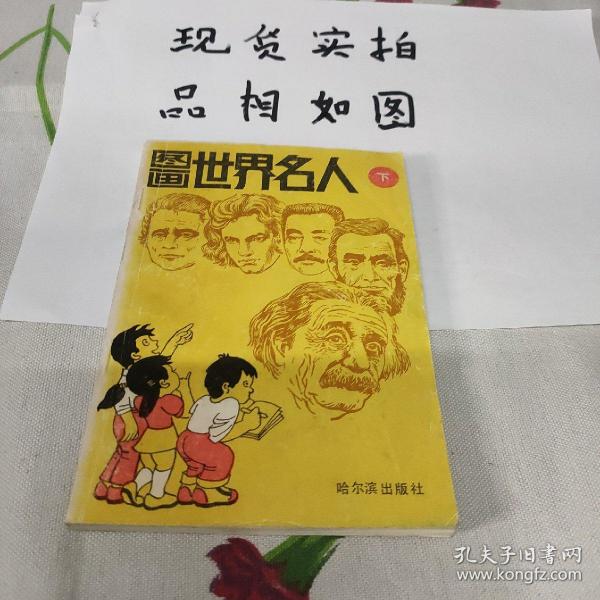 现货实拍
品相如图
图画世界名人 下
哈尔滨出版社
孔夫子旧书网
www.kongfz.com